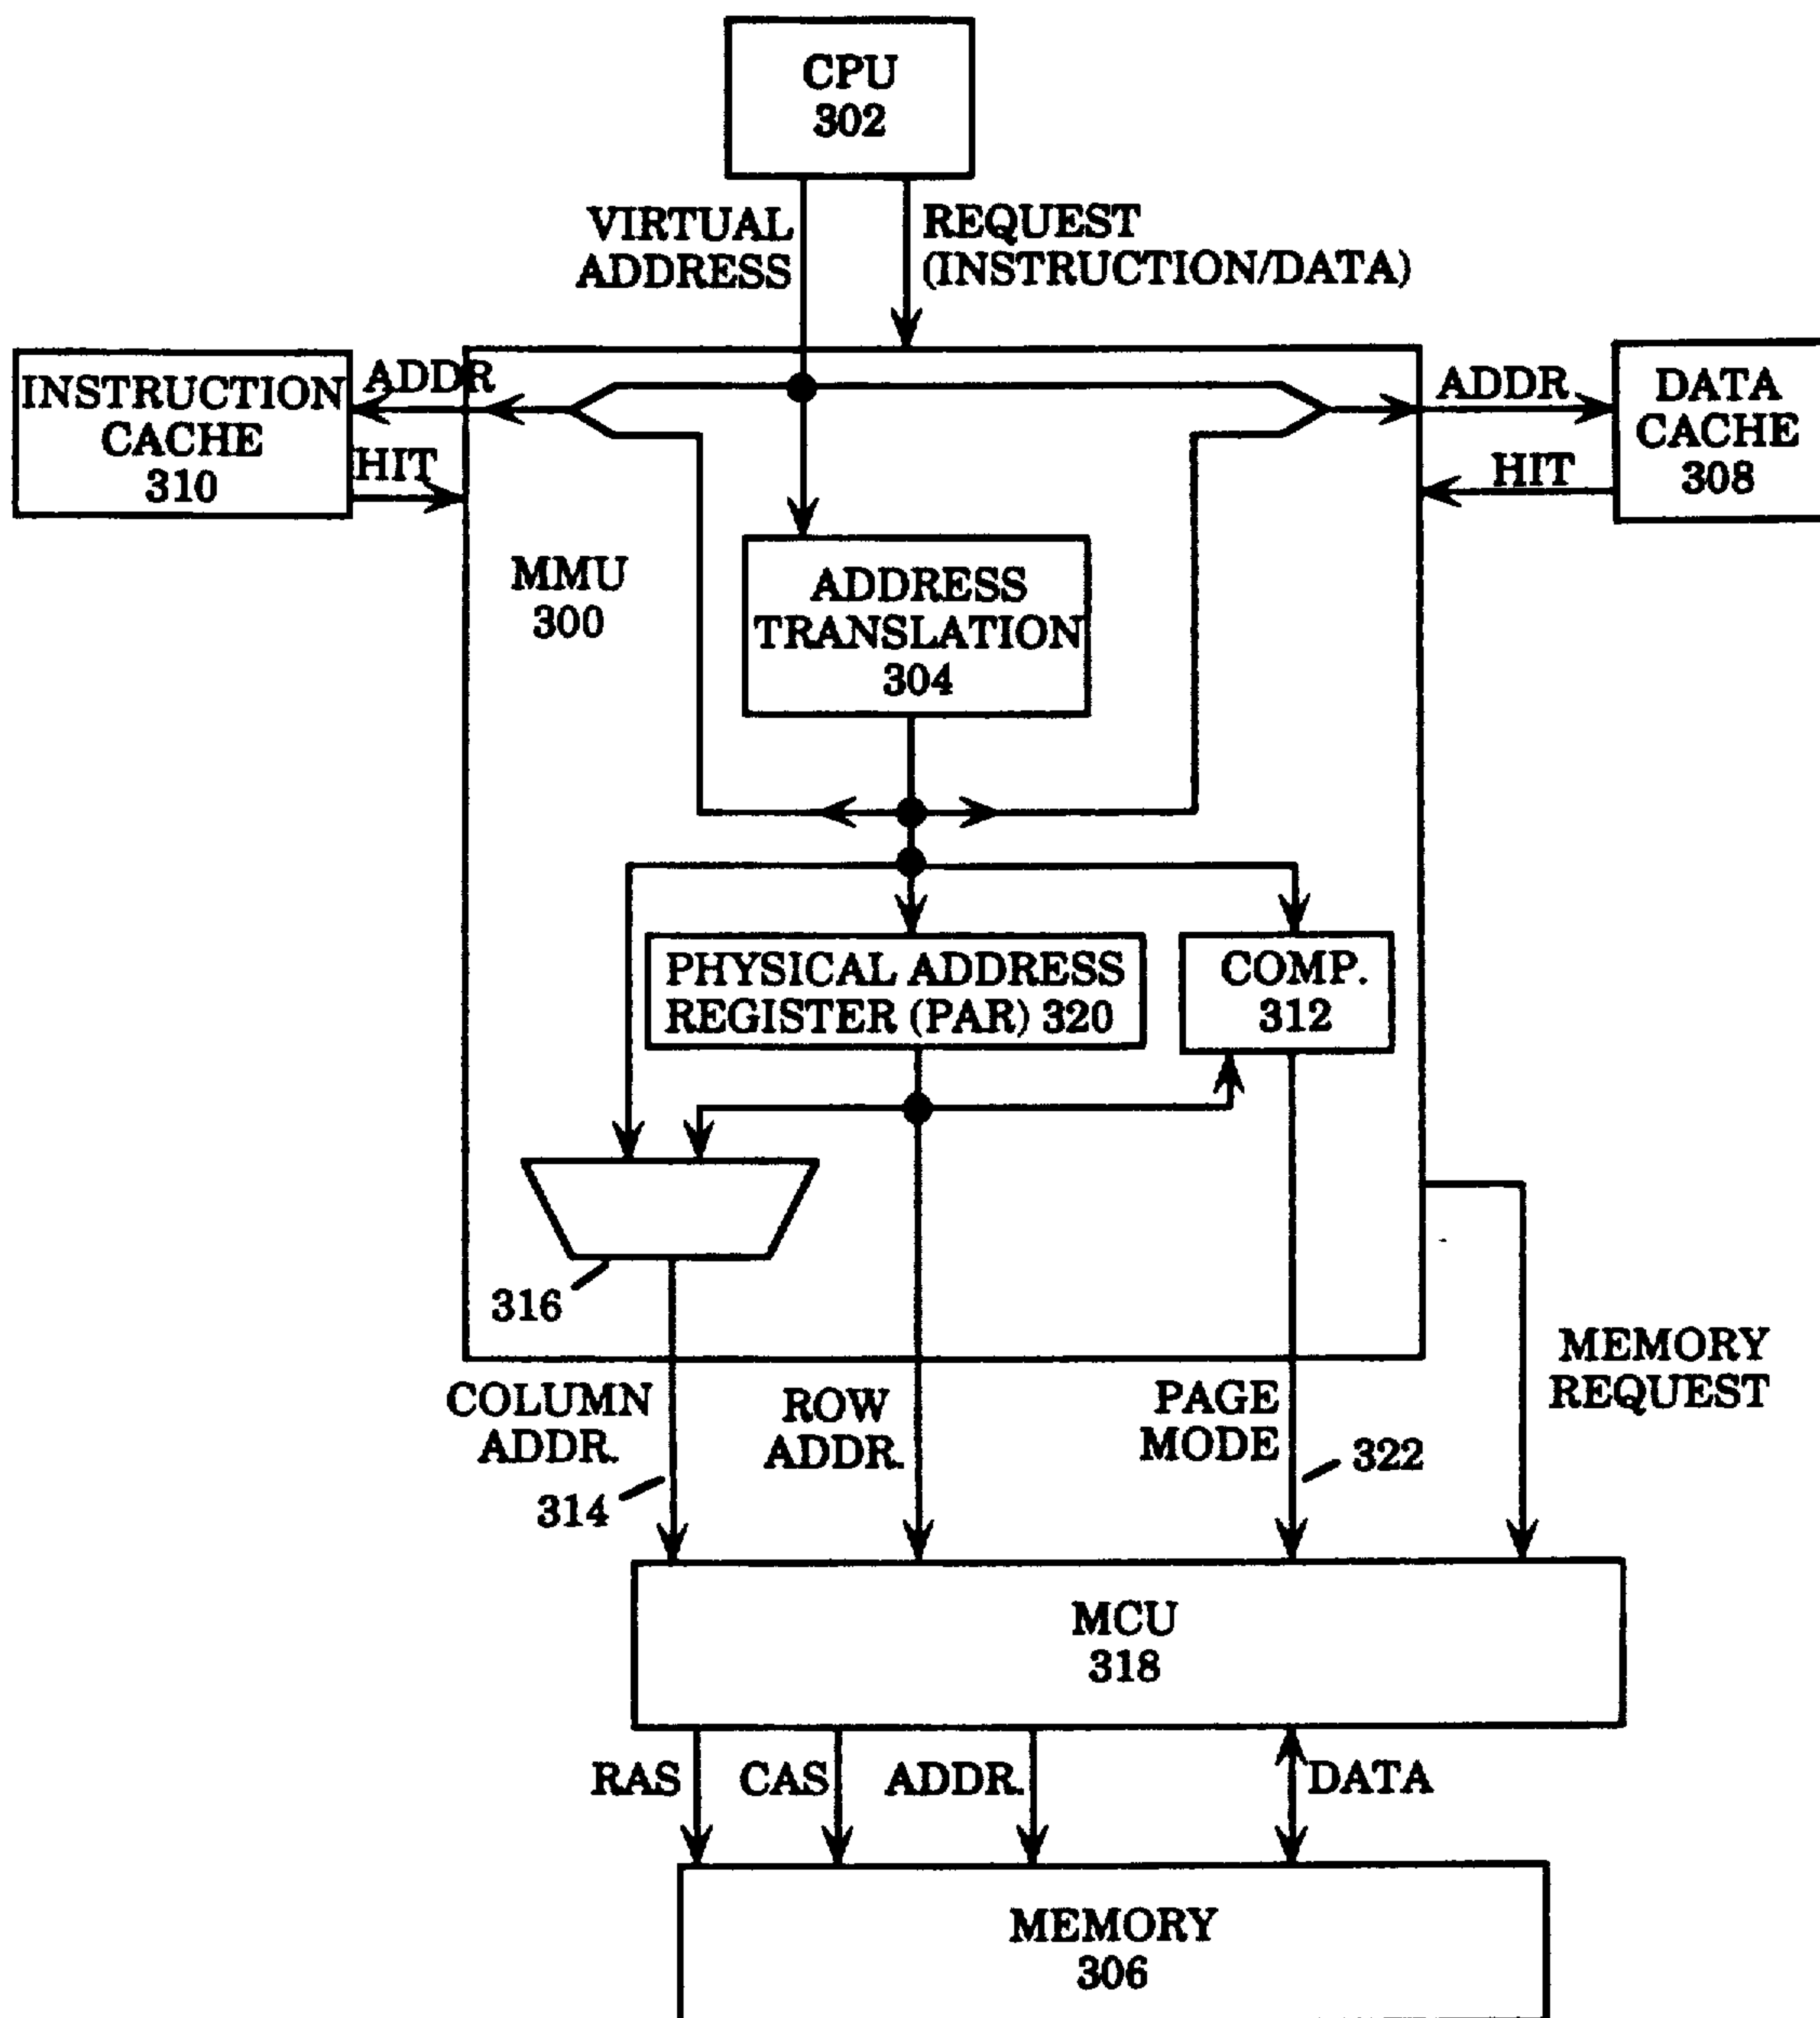 CPU
302
VIRTUAL
ADDRESS
REQUEST
(INSTRUCTION/DATA)
INSTRUCTION
CACHE
310
ADDR
HIT
ADDR
HIT
DATA
CACHE
308
MMU
300
ADDRESS
TRANSLATION
304
PHYSICAL ADDRESS
REGISTER (PAR) 320
COMP.
312
316
COLUMN
ADDR.
314
ROW
ADDR.
PAGE
MODE
322
MEMORY
REQUEST
MCU
318
RAS
CAS
ADDR.
DATA
MEMORY
306